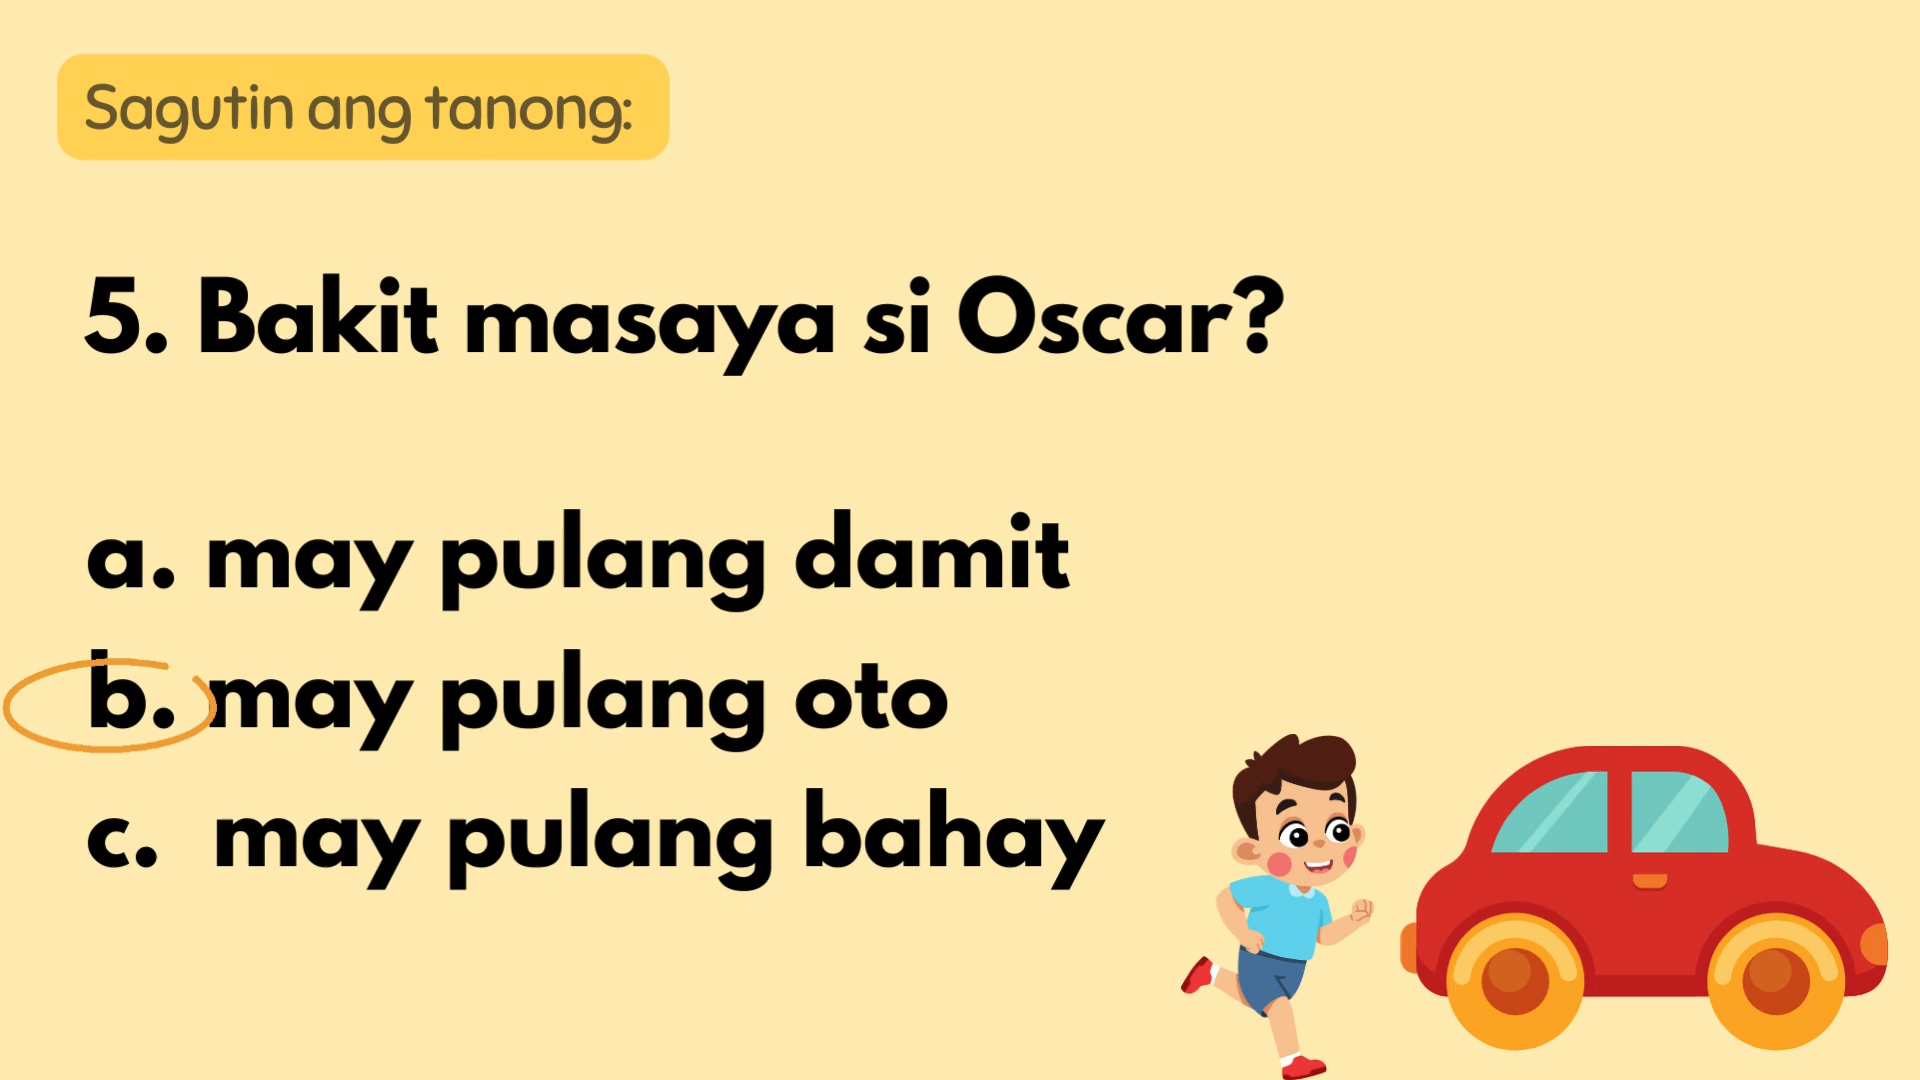 Sagutin ang tanong:
5. Bakit masaya si Oscar?
a. may pulang damit
b. may pulang oto
c. may pulang bahay